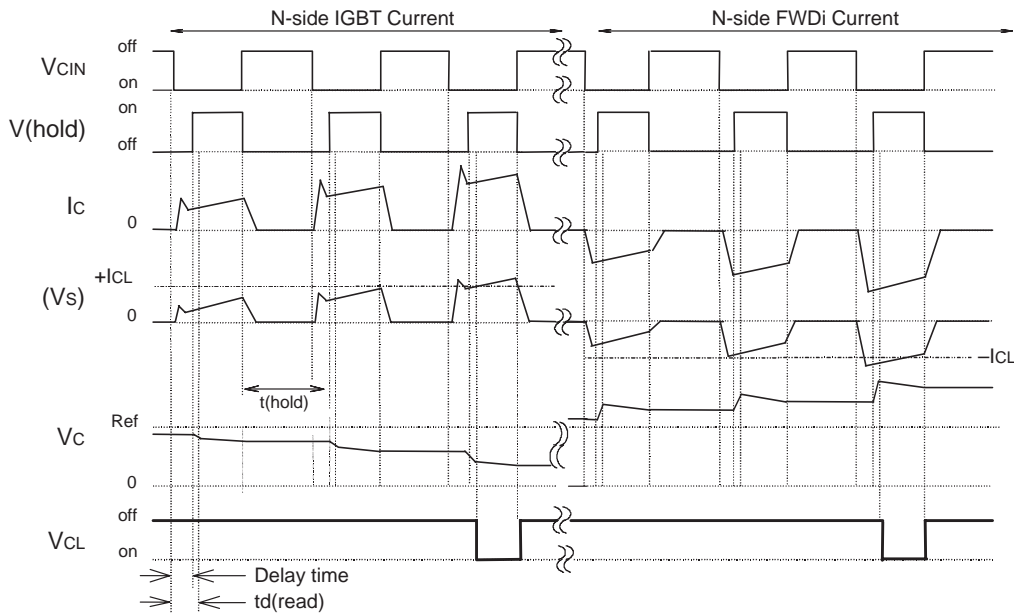 N-side IGBT Current
N-side FWDi Current
VCIN
off
on
V(hold)
on
off
IC
0
+ICL
(VS)
0
−ICL
t(hold)
Ref
VC
0
VCL
off
on
Delay time
td(read)